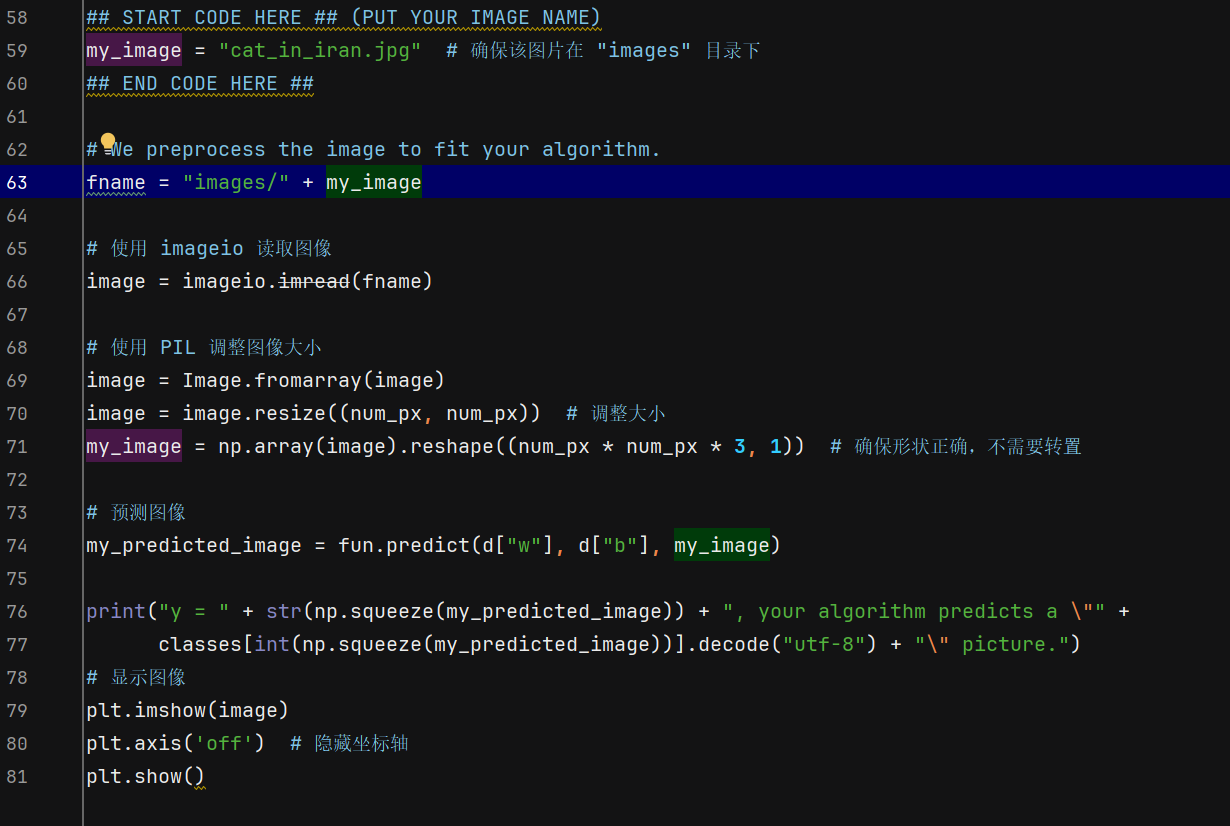 58 ## START CODE HERE ## (PUT YOUR IMAGE NAME)
59 my_image = "cat_in_iran.jpg"  # 确保该图片在 "images" 目录下
60 ## END CODE HERE ##
61
62 # We preprocess the image to fit your algorithm.
63 fname = "images/" + my_image
64
65 # 使用 imageio 读取图像
66 image = imageio.imread(fname)
67
68 # 使用 PIL 调整图像大小
69 image = Image.fromarray(image)
70 image = image.resize((num_px, num_px))  # 调整大小
71 my_image = np.array(image).reshape((num_px * num_px * 3, 1))  # 确保形状正确，不需要转置
72
73 # 预测图像
74 my_predicted_image = fun.predict(d["w"], d["b"], my_image)
75
76 print("y = " + str(np.squeeze(my_predicted_image)) + ", your algorithm predicts a \"" +
77       classes[int(np.squeeze(my_predicted_image))].decode("utf-8") + "\" picture.")
78 # 显示图像
79 plt.imshow(image)
80 plt.axis('off')  # 隐藏坐标轴
81 plt.show()